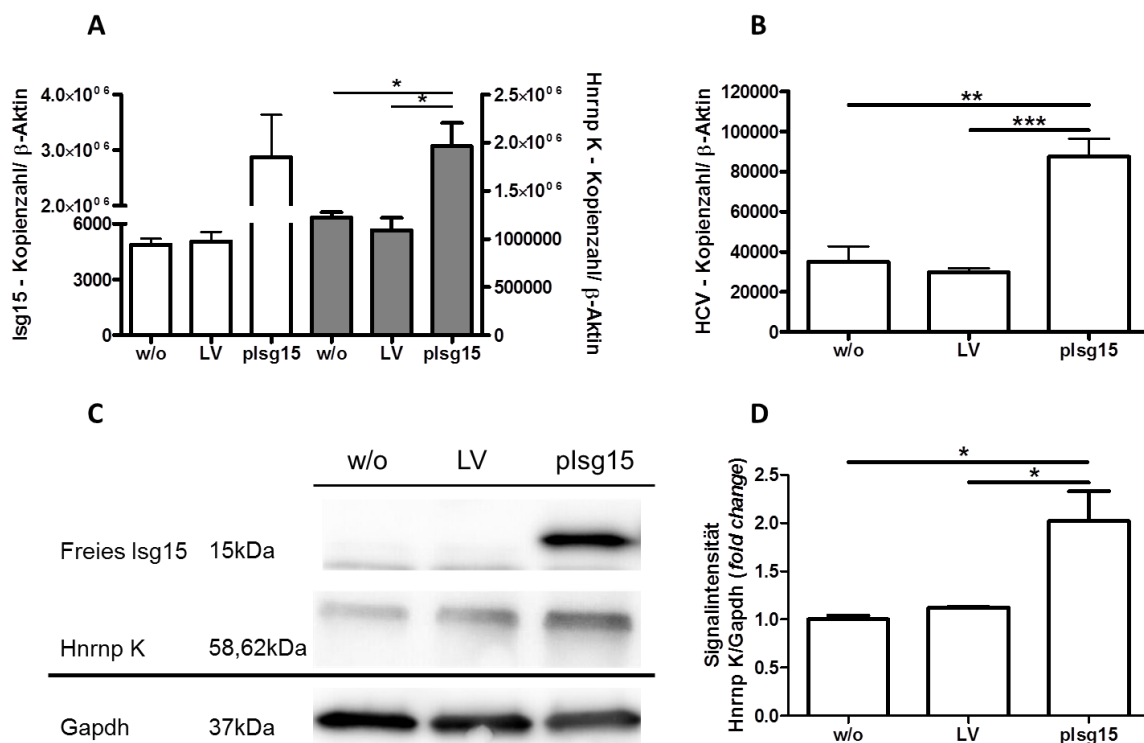 A
Isg15 - Kopienzahl/ β-Aktin
4.0×10⁰⁶
3.0×10⁰⁶
2.0×10⁰⁶
6000
3000
0
w/o LV pIsg15 w/o LV pIsg15
* 
*
2.5×10⁰⁶
2.0×10⁰⁶
1.5×10⁰⁶
1000000
500000
0
Hnrnp K - Kopienzahl/ β-Aktin
B
HCV - Kopienzahl/ β-Aktin
120000
100000
80000
60000
40000
20000
0
**
***
w/o LV pIsg15
C
w/o LV pIsg15
Freies Isg15 15kDa
Hnrnp K 58,62kDa
Gapdh 37kDa
D
Signalintensität
Hnrnp K/Gapdh (fold change)
2.5
2.0
1.5
1.0
0.5
0.0
*
*
w/o LV pIsg15